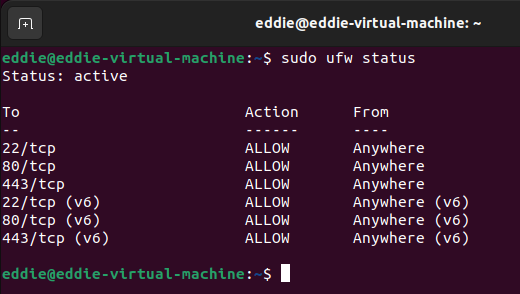 eddie@eddie-virtual-machine: ~
eddie@eddie-virtual-machine:~$ sudo ufw status
Status: active

To                         Action      From
--                         ------      ----
22/tcp                     ALLOW       Anywhere
80/tcp                     ALLOW       Anywhere
443/tcp                    ALLOW       Anywhere
22/tcp (v6)                ALLOW       Anywhere (v6)
80/tcp (v6)                ALLOW       Anywhere (v6)
443/tcp (v6)               ALLOW       Anywhere (v6)

eddie@eddie-virtual-machine:~$